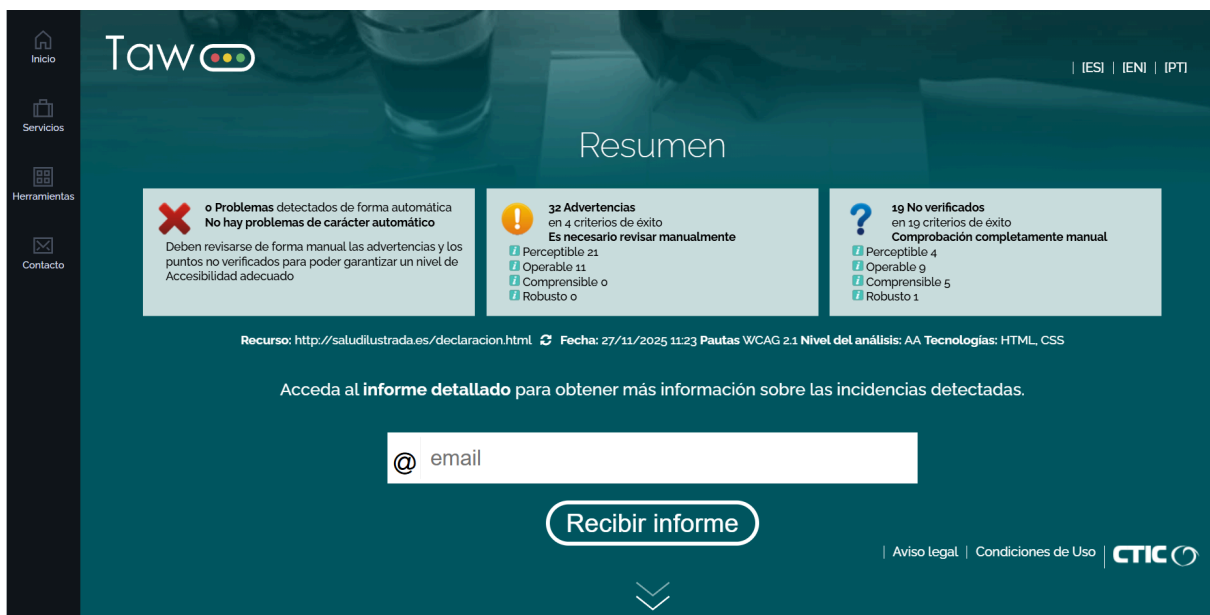 Inicio
Servicios
Herramientas
Contacto
Taw
| [ES] | [EN] | [PT]
Resumen
0 Problemas detectados de forma automática
No hay problemas de carácter automático
Deben revisarse de forma manual las advertencias y los
puntos no verificados para poder garantizar un nivel de
Accesibilidad adecuado
32 Advertencias
en 4 criterios de éxito
Es necesario revisar manualmente
Perceptible 21
Operable 11
Comprensible 0
Robusto 0
19 No verificados
en 19 criterios de éxito
Comprobación completamente manual
Perceptible 4
Operable 9
Comprensible 5
Robusto 1
Recurso: http://saludilustrada.es/declaracion.html Fecha: 27/11/2025 11:23 Pautas WCAG 2.1 Nivel del análisis: AA Tecnologías: HTML, CSS
Acceda al informe detallado para obtener más información sobre las incidencias detectadas.
@ email
Recibir informe
| Aviso legal | Condiciones de Uso | CTIC